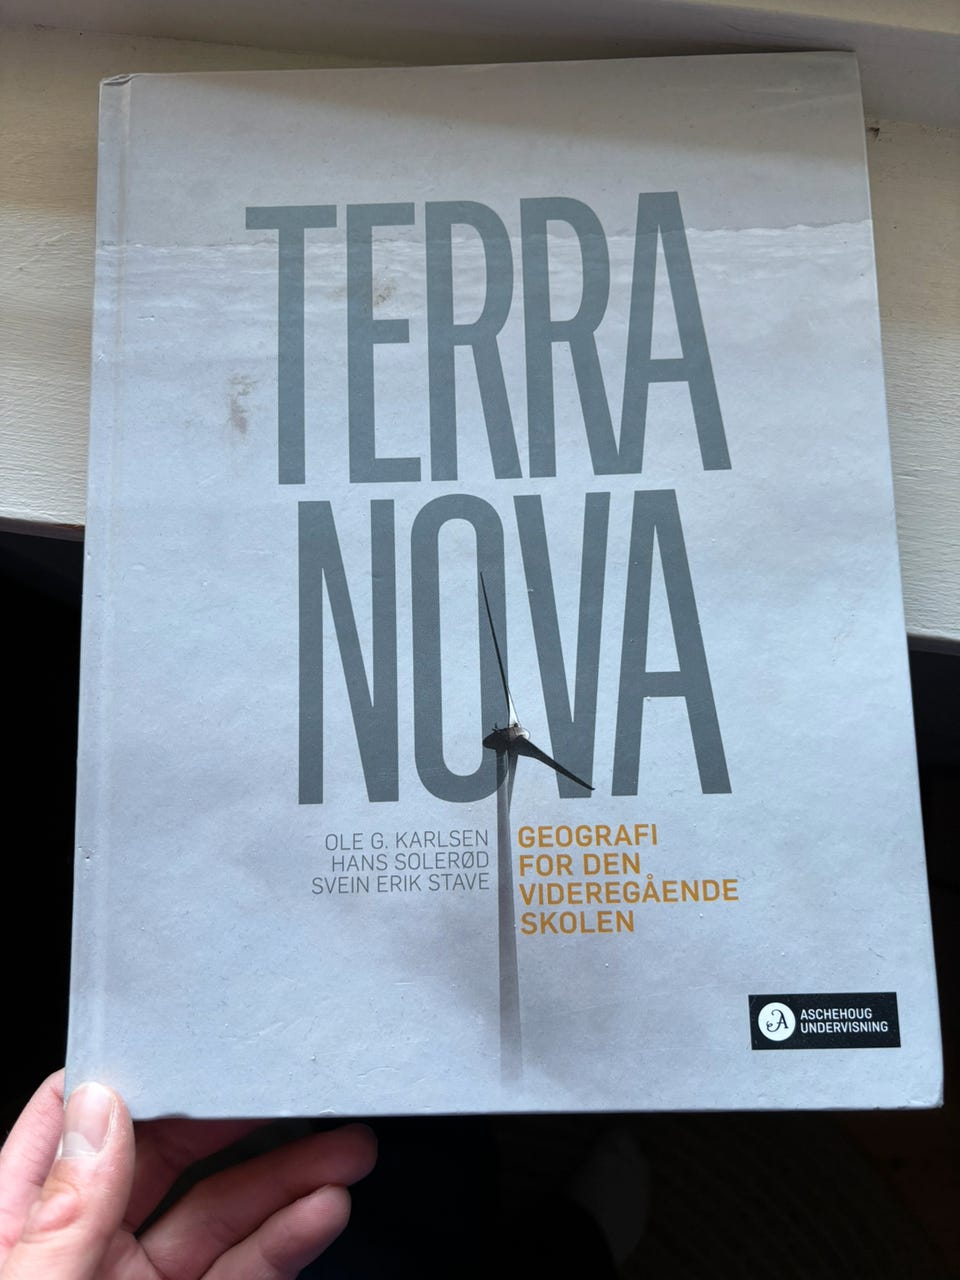 TERRA
NOVA
OLE G. KARLSEN
HANS SOLERØD
SVEIN ERIK STAVE
GEOGRAFI
FOR DEN
VIDEREGÅENDE
SKOLEN
A
ASCHEHOUG
UNDERVISNING